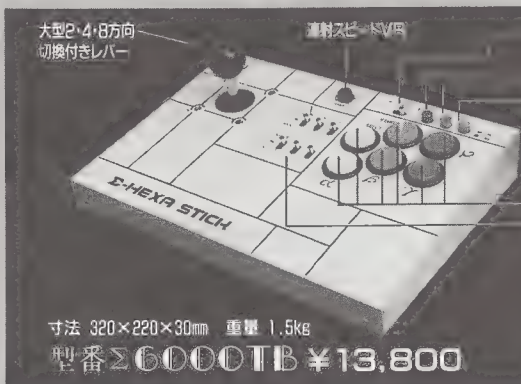 大型2・4・8方向
切換付きレバー
連射スピードVR
Σ-HEXA STICK
寸法 320×220×30mm 重量 1.5kg
型番Σ6000TB ¥13,800